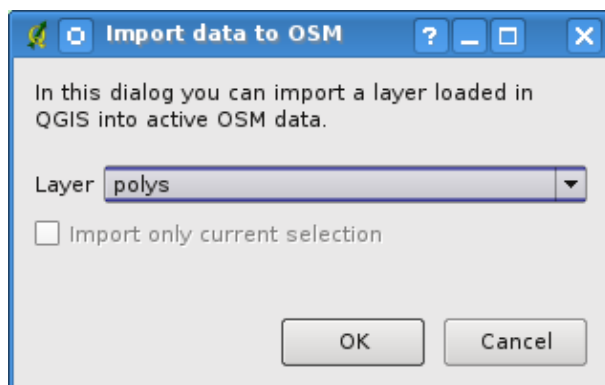 Import data to OSM
?
In this dialog you can import a layer loaded in
QGIS into active OSM data.
Layer polys
Import only current selection
OK Cancel